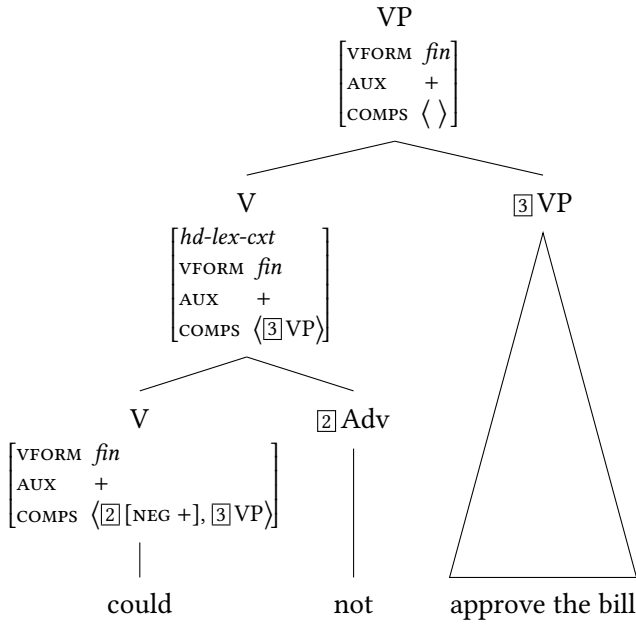 VP
[VFORM fin
AUX +
COMPS ⟨ ⟩]
V
[hd-lex-cxt
VFORM fin
AUX +
COMPS ⟨[3]VP⟩]
[3]VP
V
[VFORM fin
AUX +
COMPS ⟨[2][NEG +], [3]VP⟩]
[2]Adv
could not approve the bill